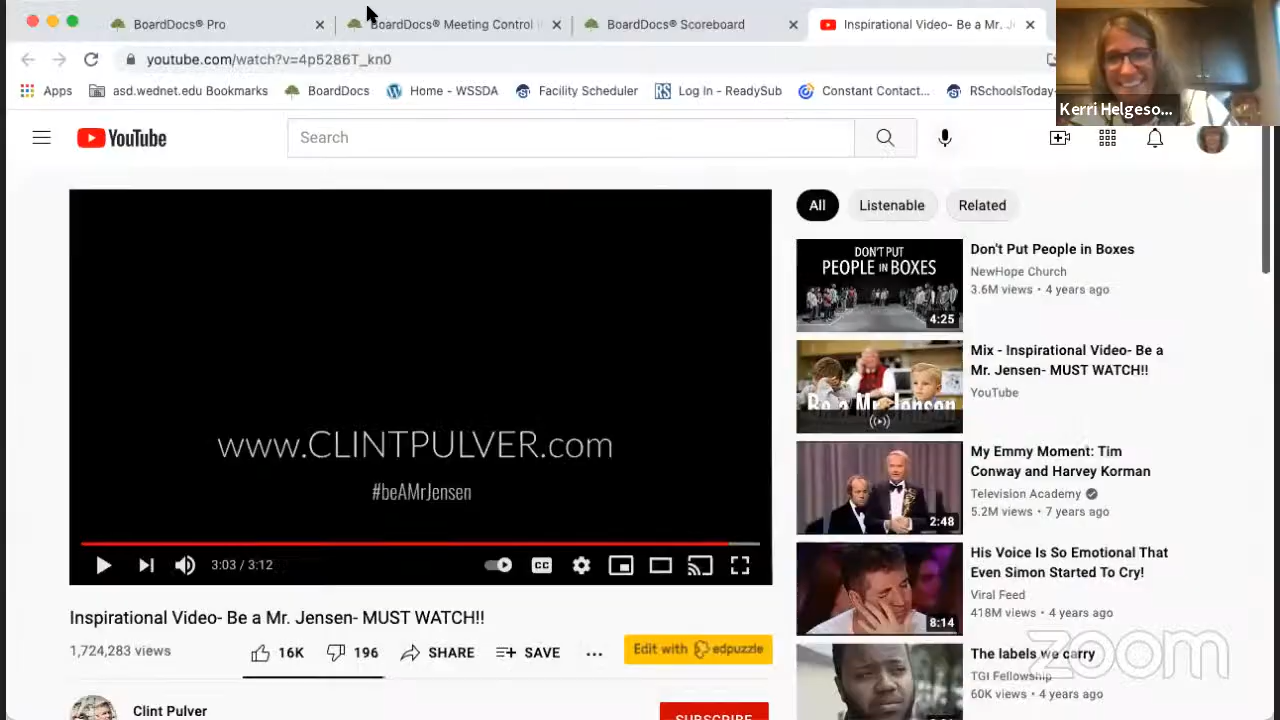 BoardDocs® Pro
BoardDocs® Meeting Control
BoardDocs® Scoreboard
Inspirational Video- Be a Mr. J
youtube.com/watch?v=4p5286T_kn0
Apps
asd.wednet.edu Bookmarks
BoardDocs
Home - WSSDA
Facility Scheduler
RS
Log In - ReadySub
Constant Contact...
RSchoolsToday-
Kerri Helgeso...
YouTube
Search
All
Listenable
Related
www.CLINTPULVER.com
#beAMrJensen
3:03 / 3:12
CC
Inspirational Video- Be a Mr. Jensen- MUST WATCH!!
1,724,283 views
16K
196
SHARE
SAVE
...
Edit with edpuzzle
Clint Pulver
SUBSCRIBE
DON'T PUT
PEOPLE IN BOXES
4:25
Don't Put People in Boxes
NewHope Church
3.6M views • 4 years ago
Be a Mr Jensen
Mix - Inspirational Video- Be a
Mr. Jensen- MUST WATCH!!
YouTube
2:48
My Emmy Moment: Tim
Conway and Harvey Korman
Television Academy
5.2M views • 7 years ago
8:14
His Voice Is So Emotional That
Even Simon Started To Cry!
Viral Feed
418M views • 4 years ago
The labels we carry
TGI Fellowship
60K views • 4 years ago
zoom